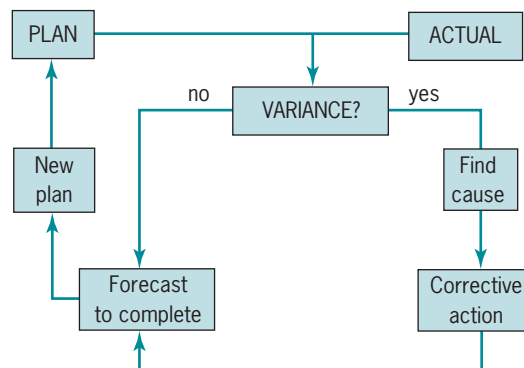 PLAN
ACTUAL
no
VARIANCE?
yes
New
plan
Find
cause
Forecast
to complete
Corrective
action